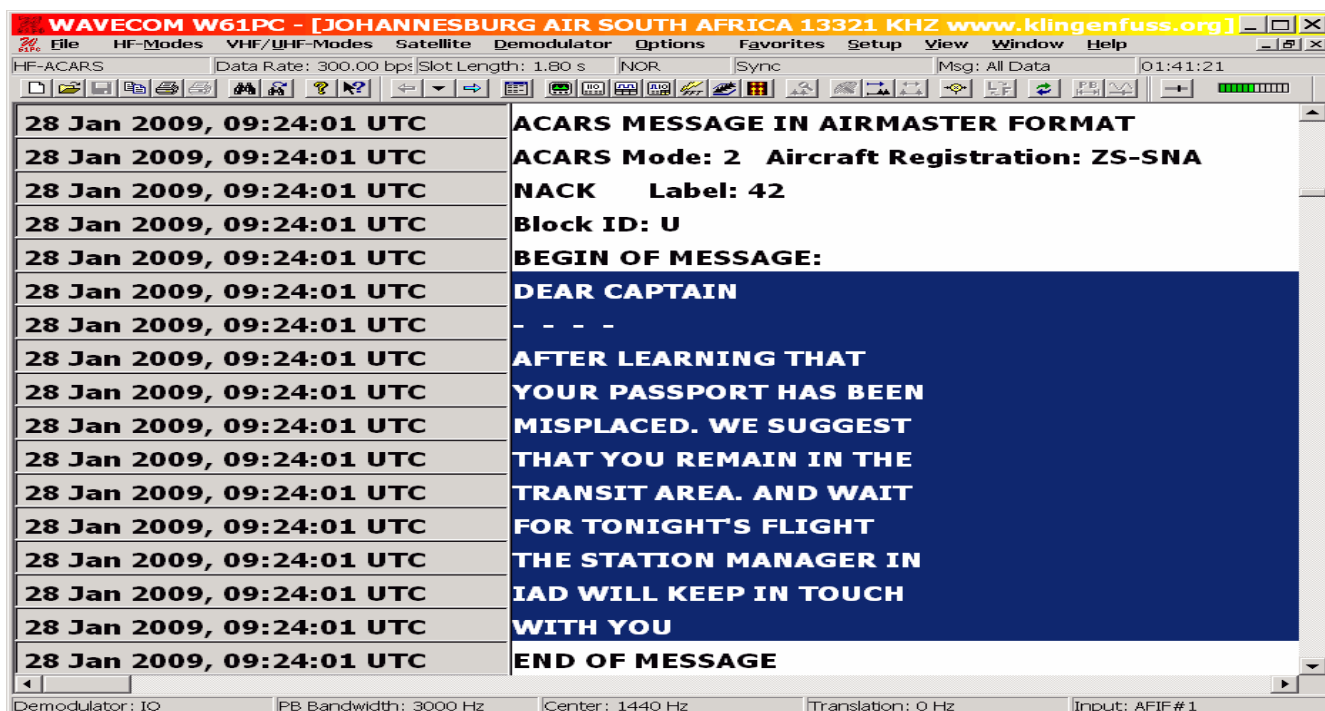 WAVECOM W61PC - [JOHANNESBURG AIR SOUTH AFRICA 13321 KHZ www.klingenfuss.org]
File HF-Modes VHF/UHF-Modes Satellite Demodulator Options Favorites Setup View Window Help
HF-ACARS Data Rate: 300.00 bps Slot Length: 1.80 s NOR Sync Msg: All Data 01:41:21
28 Jan 2009, 09:24:01 UTC ACARS MESSAGE IN AIRMASTER FORMAT
28 Jan 2009, 09:24:01 UTC ACARS Mode: 2 Aircraft Registration: ZS-SNA
28 Jan 2009, 09:24:01 UTC NACK Label: 42
28 Jan 2009, 09:24:01 UTC Block ID: U
28 Jan 2009, 09:24:01 UTC BEGIN OF MESSAGE:
28 Jan 2009, 09:24:01 UTC DEAR CAPTAIN
28 Jan 2009, 09:24:01 UTC - - - -
28 Jan 2009, 09:24:01 UTC AFTER LEARNING THAT
28 Jan 2009, 09:24:01 UTC YOUR PASSPORT HAS BEEN
28 Jan 2009, 09:24:01 UTC MISPLACED. WE SUGGEST
28 Jan 2009, 09:24:01 UTC THAT YOU REMAIN IN THE
28 Jan 2009, 09:24:01 UTC TRANSIT AREA. AND WAIT
28 Jan 2009, 09:24:01 UTC FOR TONIGHT'S FLIGHT
28 Jan 2009, 09:24:01 UTC THE STATION MANAGER IN
28 Jan 2009, 09:24:01 UTC IAD WILL KEEP IN TOUCH
28 Jan 2009, 09:24:01 UTC WITH YOU
28 Jan 2009, 09:24:01 UTC END OF MESSAGE
Demodulator: IQ PB Bandwidth: 3000 Hz Center: 1440 Hz Translation: 0 Hz Input: AFIF#1